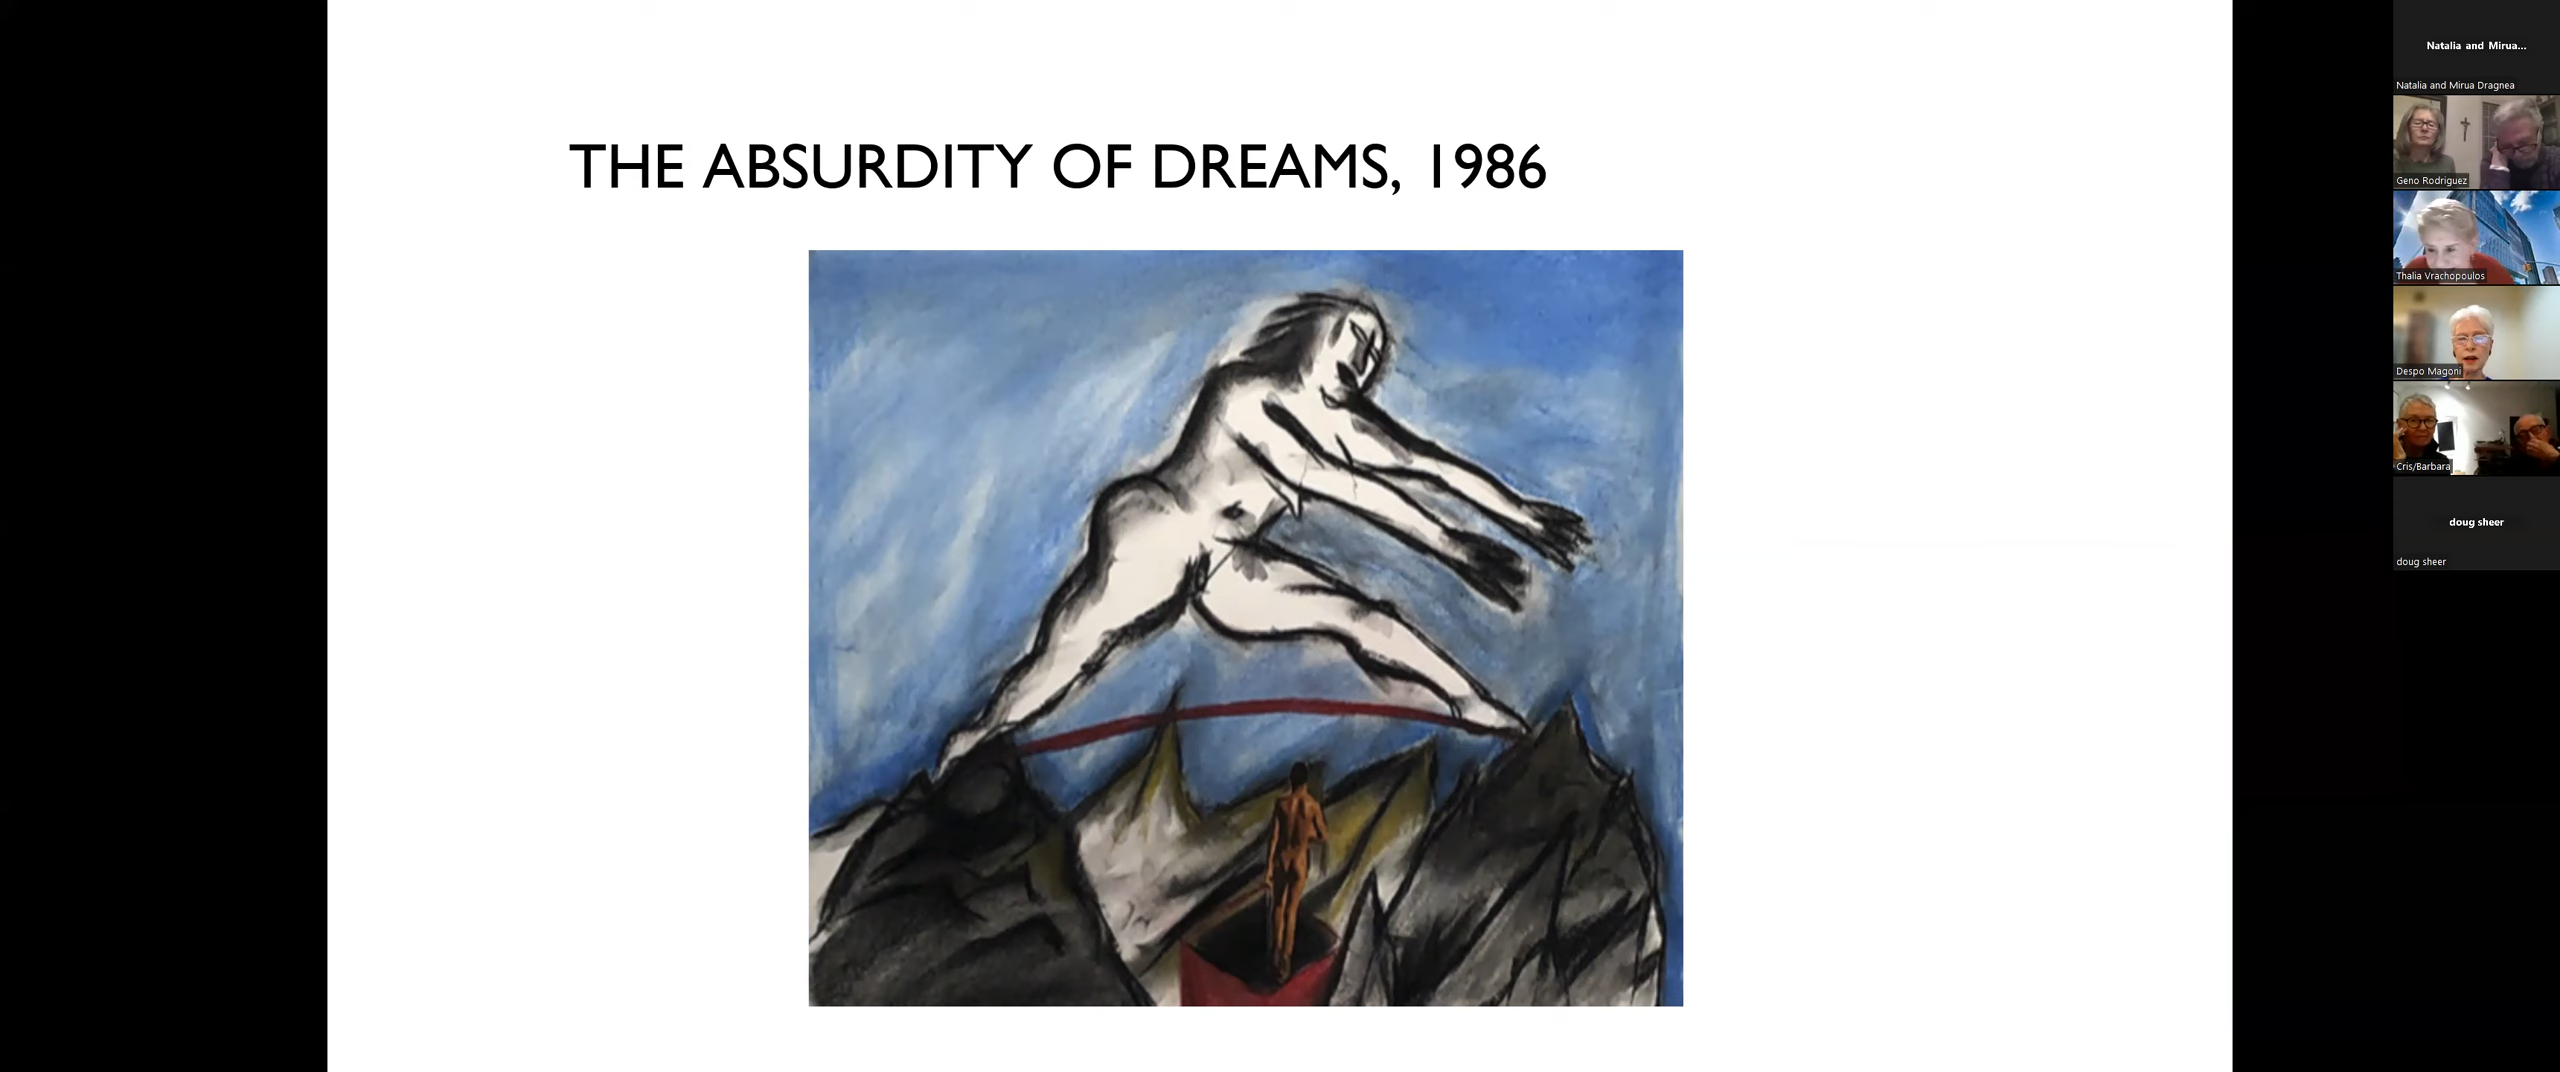 THE ABSURDITY OF DREAMS, 1986
Natalia and Mirua...
Natalia and Mirua Dragnea
Geno Rodriguez
Thalia Vrachopoulos
Despo Magoni
Cris/Barbara
doug sheer
doug sheer